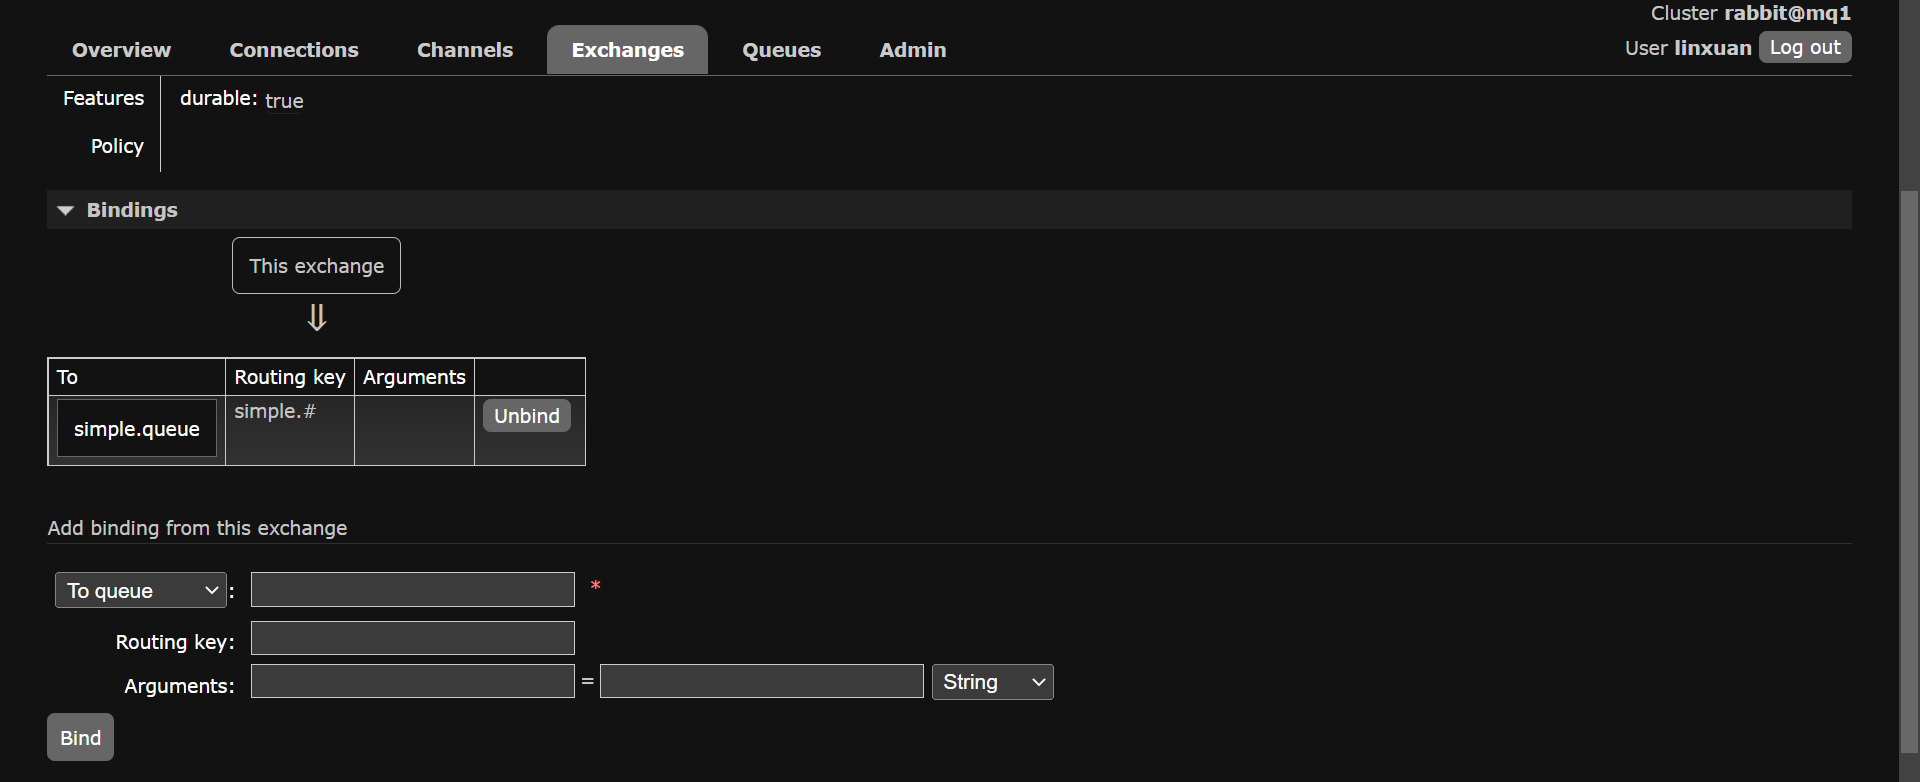 Cluster rabbit@mq1
Overview Connections Channels Exchanges Queues Admin
User linxuan Log out
Features durable: true
Policy
Bindings
This exchange
⇓
To Routing key Arguments
simple.queue simple.# Unbind
Add binding from this exchange
To queue : *
Routing key:
Arguments: = String
Bind